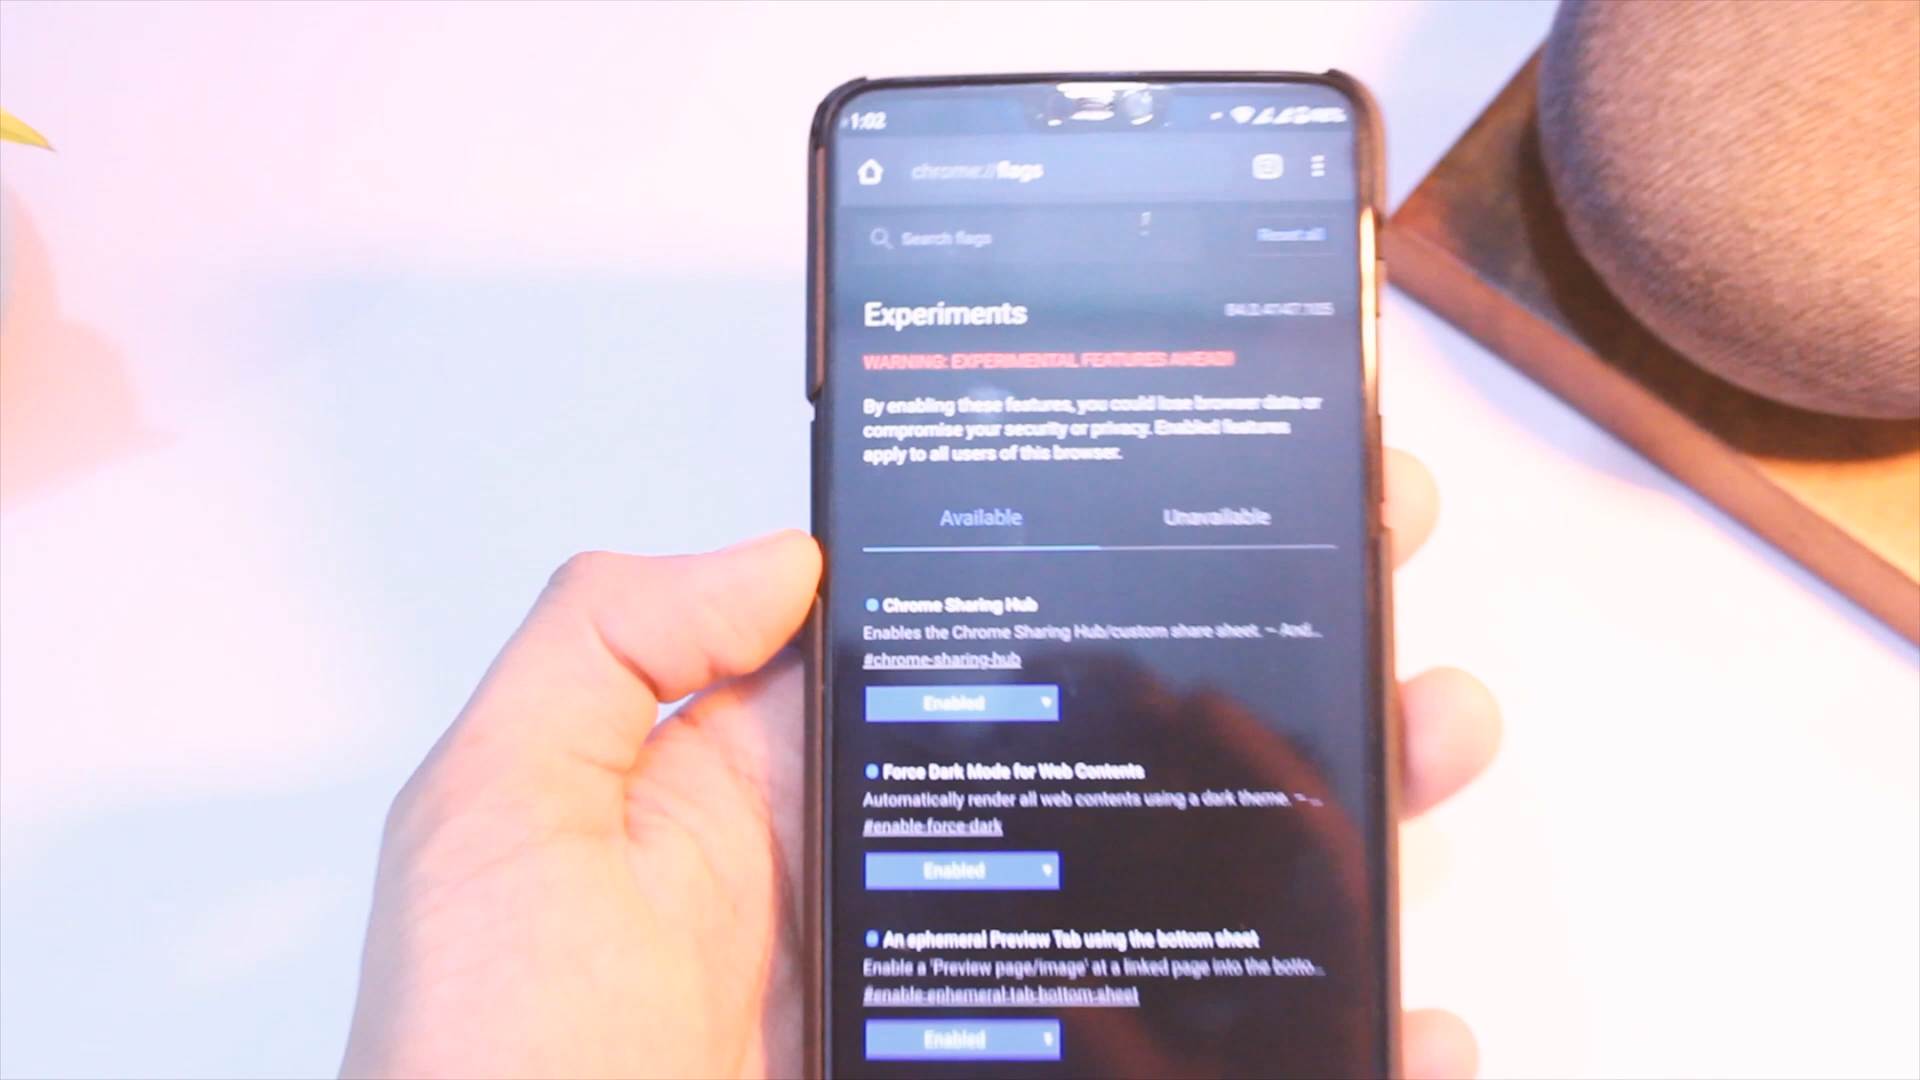 1:02
chrome://flags
Search flags
Reset all
Experiments
84.0.4147.105
WARNING: EXPERIMENTAL FEATURES AHEAD!
By enabling these features, you could lose browser data or
compromise your security or privacy. Enabled features
apply to all users of this browser.
Available
Unavailable
Chrome Sharing Hub
Enables the Chrome Sharing Hub/custom share sheet. – And...
#chrome-sharing-hub
Enabled
Force Dark Mode for Web Contents
Automatically render all web contents using a dark theme. – ...
#enable-force-dark
Enabled
An ephemeral Preview Tab using the bottom sheet
Enable a 'Preview page/image' at a linked page into the botto...
#enable-ephemeral-tab-bottom-sheet
Enabled